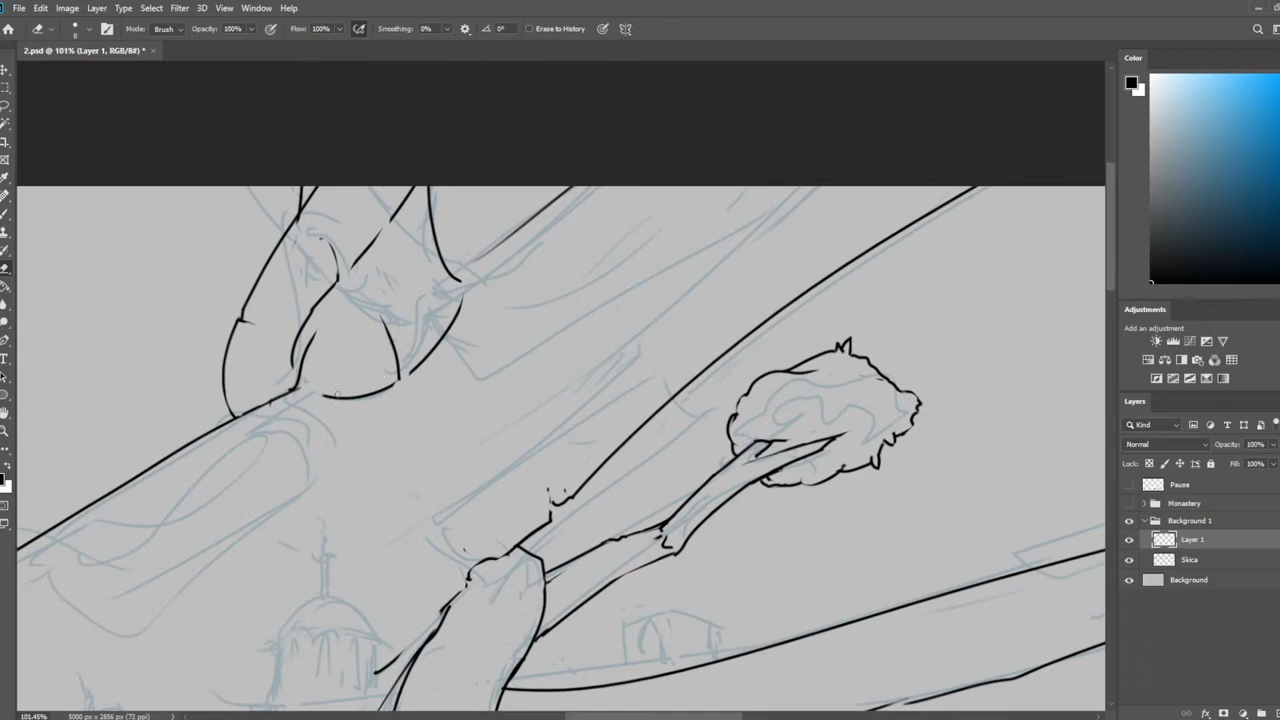 File Edit Image Layer Type Select Filter 3D View Window Help
8 Mode: Brush Opacity: 100% Flow: 100% Smoothing: 0% 0° Erase to History
2.psd @ 101% (Layer 1, RGB/8#) * ×
Color
Adjustments
Add an adjustment
Layers
Kind
Normal Opacity: 100%
Lock: Fill: 100%
Pause
Monastery
Background 1
Layer 1
Skica
Background
101.45% 5000 px x 2856 px (72 ppi)